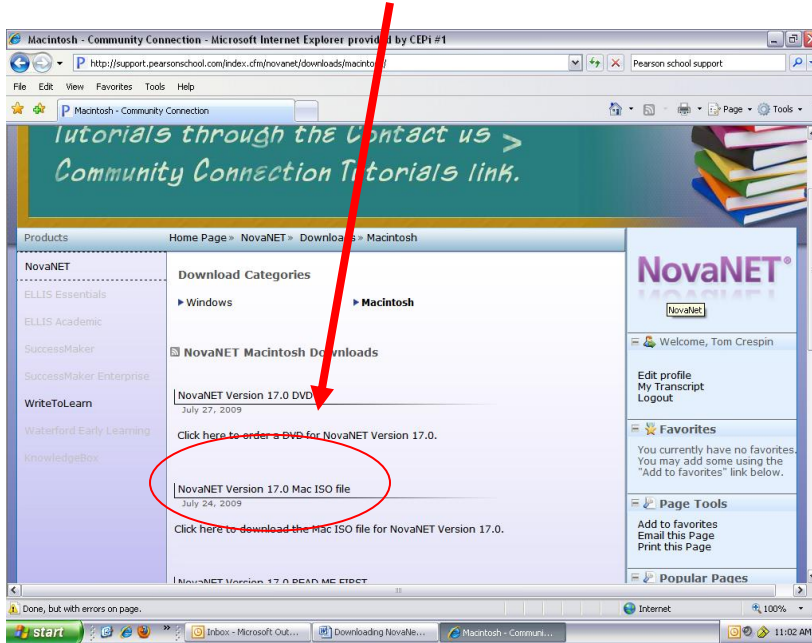 Macintosh - Community Connection - Microsoft Internet Explorer provided by CEPi #1
http://support.pearsonschool.com/index.cfm/novanet/downloads/macintosh/
Pearson school support
File Edit View Favorites Tools Help
Macintosh - Community Connection
Page Tools
Tutorials through the Contact us >
Community Connection Tutorials link.
Products
Home Page » NovaNET » Downloads » Macintosh
NovaNET
ELLIS Essentials
ELLIS Academic
SuccessMaker
SuccessMaker Enterprise
WriteToLearn
Waterford Early Learning
KnowledgeBox
Download Categories
Windows
Macintosh
NovaNET Macintosh Downloads
NovaNET Version 17.0 DVD
July 27, 2009
Click here to order a DVD for NovaNET Version 17.0.
NovaNET Version 17.0 Mac ISO file
July 24, 2009
Click here to download the Mac ISO file for NovaNET Version 17.0.
NovaNET Version 17.0 READ ME FIRST
NovaNET®
NovaNet
Welcome, Tom Crespin
Edit profile
My Transcript
Logout
Favorites
You currently have no favorites.
You may add some using the
"Add to favorites" link below.
Page Tools
Add to favorites
Email this Page
Print this Page
Popular Pages
Done, but with errors on page.
Internet
100%
start
Inbox - Microsoft Out...
Downloading NovaNe...
Macintosh - Communi...
11:02 AM